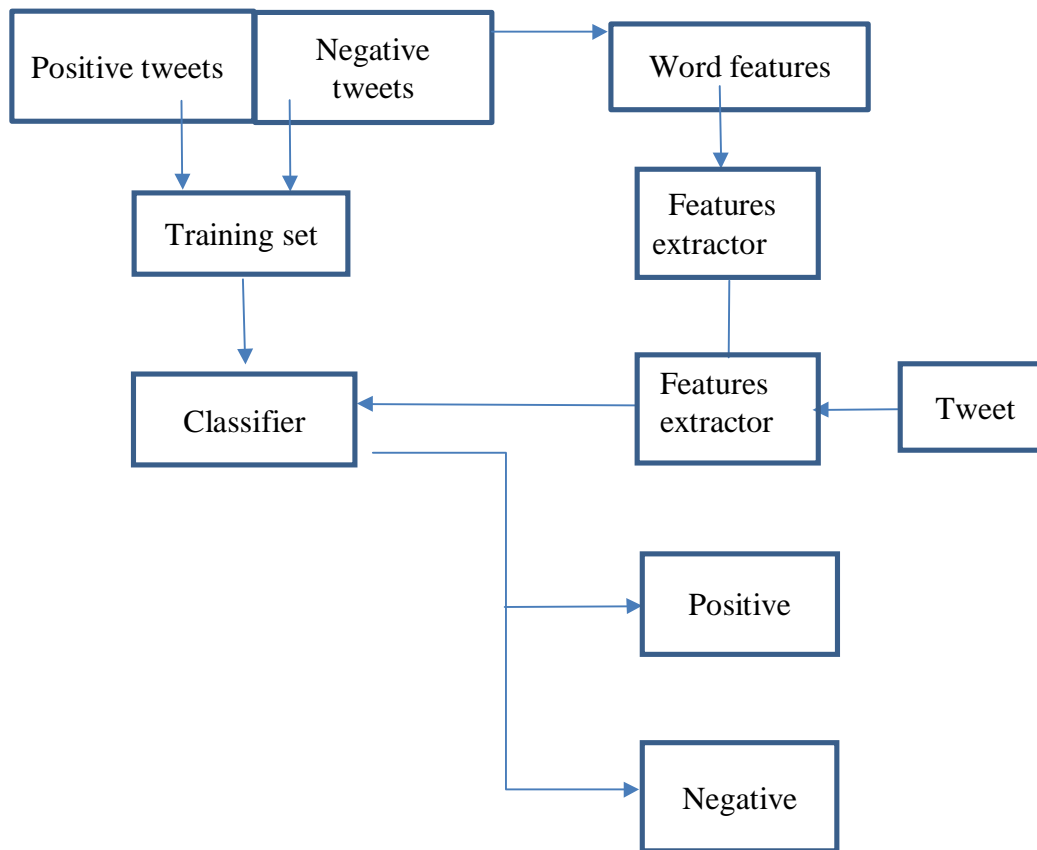 Positive tweets
Negative
tweets
Word features
Training set
Features
extractor
Classifier
Features
extractor
Tweet
Positive
Negative